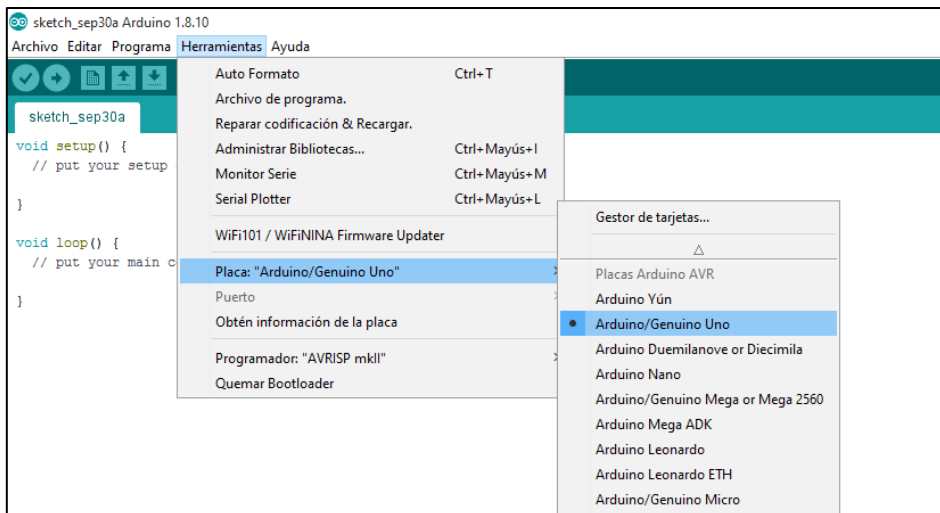 sketch_sep30a Arduino 1.8.10
Archivo Editar Programa Herramientas Ayuda
sketch_sep30a
void setup() {
// put your setup
}
void loop() {
// put your main c
}
Auto Formato Ctrl+T
Archivo de programa.
Reparar codificación & Recargar.
Administrar Bibliotecas... Ctrl+Mayús+I
Monitor Serie Ctrl+Mayús+M
Serial Plotter Ctrl+Mayús+L
WiFi101 / WiFiNINA Firmware Updater
Placa: "Arduino/Genuino Uno"
Puerto
Obtén información de la placa
Programador: "AVRISP mkII"
Quemar Bootloader
Gestor de tarjetas...
Placas Arduino AVR
Arduino Yún
Arduino/Genuino Uno
Arduino Duemilanove or Diecimila
Arduino Nano
Arduino/Genuino Mega or Mega 2560
Arduino Mega ADK
Arduino Leonardo
Arduino Leonardo ETH
Arduino/Genuino Micro